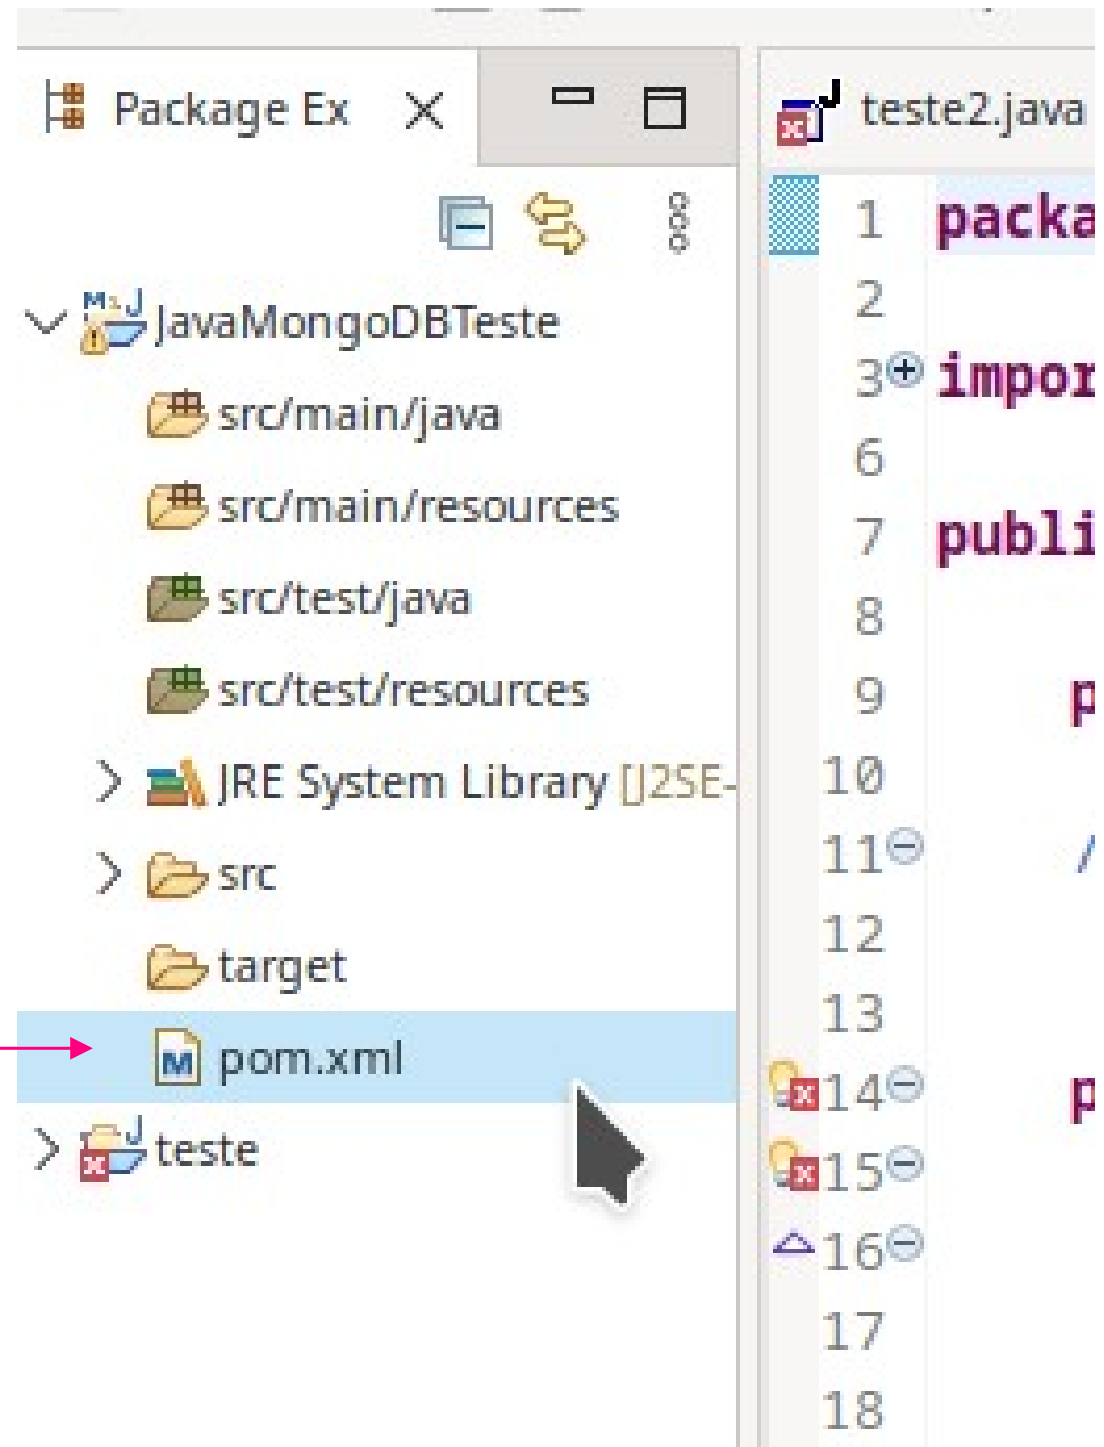 Package Ex
JavaMongoDBTeste
src/main/java
src/main/resources
src/test/java
src/test/resources
JRE System Library [J2SE-
src
target
pom.xml
teste
teste2.java
1 packa
2
3 impor
6
7 publi
8
9 p
10
11 /
12
13
14 p
15
16
17
18